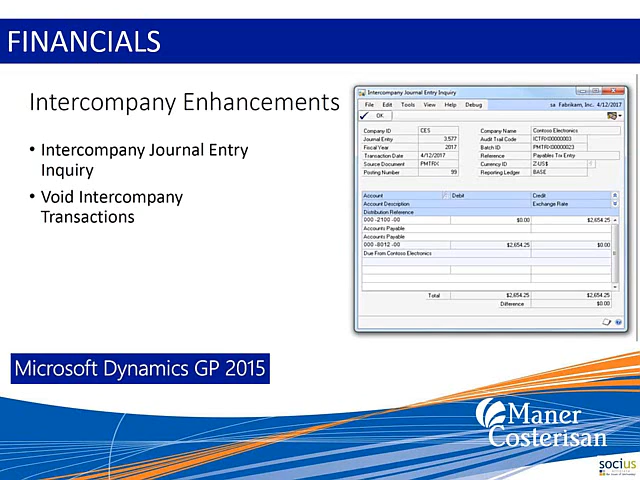 FINANCIALS
Intercompany Enhancements
• Intercompany Journal Entry
Inquiry
• Void Intercompany
Transactions
Intercompany Journal Entry Inquiry
File Edit Tools View Help Debug sa Fabrikam, Inc. 4/12/2017
OK
Company ID CES Company Name Contoso Electronics
Journal Entry 3,577 Audit Trail Code ICTRX00000003
Fiscal Year 2017 Batch ID PMTRX00000023
Transaction Date 4/12/2017 Reference Payables Trx Entry
Source Document PMTRX Currency ID Z-US$
Posting Number 99 Reporting Ledger BASE
Account Debit Credit
Account Description Exchange Rate
Distribution Reference
000 -2100 -00 $0.00 $2,654.25
Accounts Payable
Accounts Payable
000 -8012 -00 $2,654.25 $0.00
Due From Contoso Electronics
Total $2,654.25 $2,654.25
Difference $0.00
Microsoft Dynamics GP 2015
Maner
Costerisan
socius